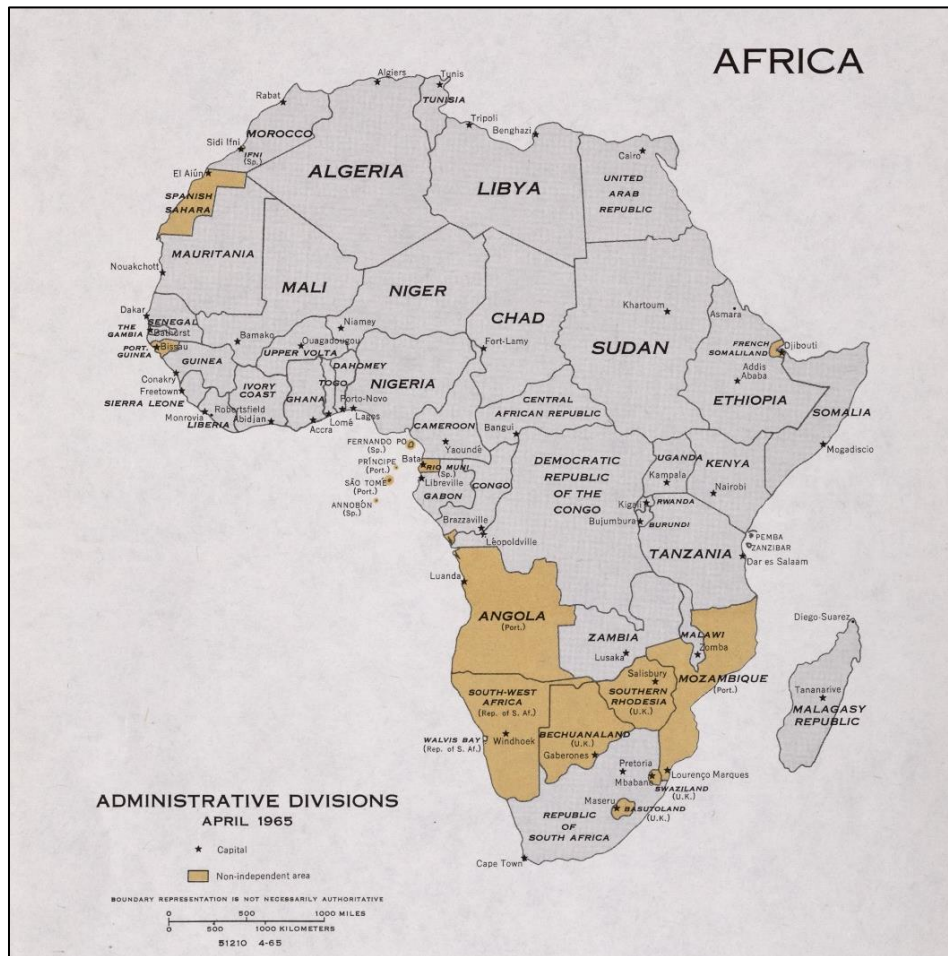 AFRICA
Algiers
Tunis
TUNISIA
Rabat
MOROCCO
Tripoli
Benghazi
Sidi Ifni
IFNI
(Sp.)
Cairo
ALGERIA
LIBYA
UNITED
ARAB
REPUBLIC
El Aiún
SPANISH
SAHARA
MAURITANIA
Nouakchott
MALI
NIGER
CHAD
SUDAN
Khartoum
Asmara
Dakar
SENEGAL
THE
GAMBIA
Bathurst
PORT.
GUINEA
Bissau
Bamako
Niamey
Ouagadougou
UPPER VOLTA
Fort-Lamy
FRENCH
SOMALILAND
Djibouti
GUINEA
DAHOMEY
TOGO
NIGERIA
Addis
Ababa
ETHIOPIA
Conakry
Freetown
SIERRA LEONE
IVORY
COAST
GHANA
Porto-Novo
Monrovia
Robertsfield
LIBERIA
Abidjan
Accra
Lomé
Lagos
CENTRAL
AFRICAN REPUBLIC
Bangui
SOMALIA
CAMEROON
Yaoundé
FERNANDO PO
(Sp.)
PRÍNCIPE
(Port.)
SÃO TOMÉ
(Port.)
ANNOBÓN
(Sp.)
Bata
RIO MUNI
(Sp.)
Libreville
GABON
CONGO
DEMOCRATIC
REPUBLIC
OF THE
CONGO
UGANDA
Kampala
KENYA
Nairobi
Mogadiscio
Kigali
RWANDA
Bujumbura
BURUNDI
Brazzaville
Léopoldville
TANZANIA
PEMBA
ZANZIBAR
Dar es Salaam
Luanda
ANGOLA
(Port.)
ZAMBIA
Lusaka
MALAWI
Zomba
Diego-Suarez
MOZAMBIQUE
(Port.)
Salisbury
SOUTHERN
RHODESIA
(U.K.)
Tananarive
MALAGASY
REPUBLIC
SOUTH-WEST
AFRICA
(Rep. of S. Af.)
WALVIS BAY
(Rep. of S. Af.)
Windhoek
BECHUANALAND
(U.K.)
Gaberones
Pretoria
Mbabane
Lourenço Marques
SWAZILAND
(U.K.)
Maseru
BASUTOLAND
(U.K.)
REPUBLIC
OF
SOUTH AFRICA
Cape Town
ADMINISTRATIVE DIVISIONS
APRIL 1965
Capital
Non-independent area
BOUNDARY REPRESENTATION IS NOT NECESSARILY AUTHORITATIVE
0 500 1000 MILES
0 500 1000 KILOMETERS
51210 4-65